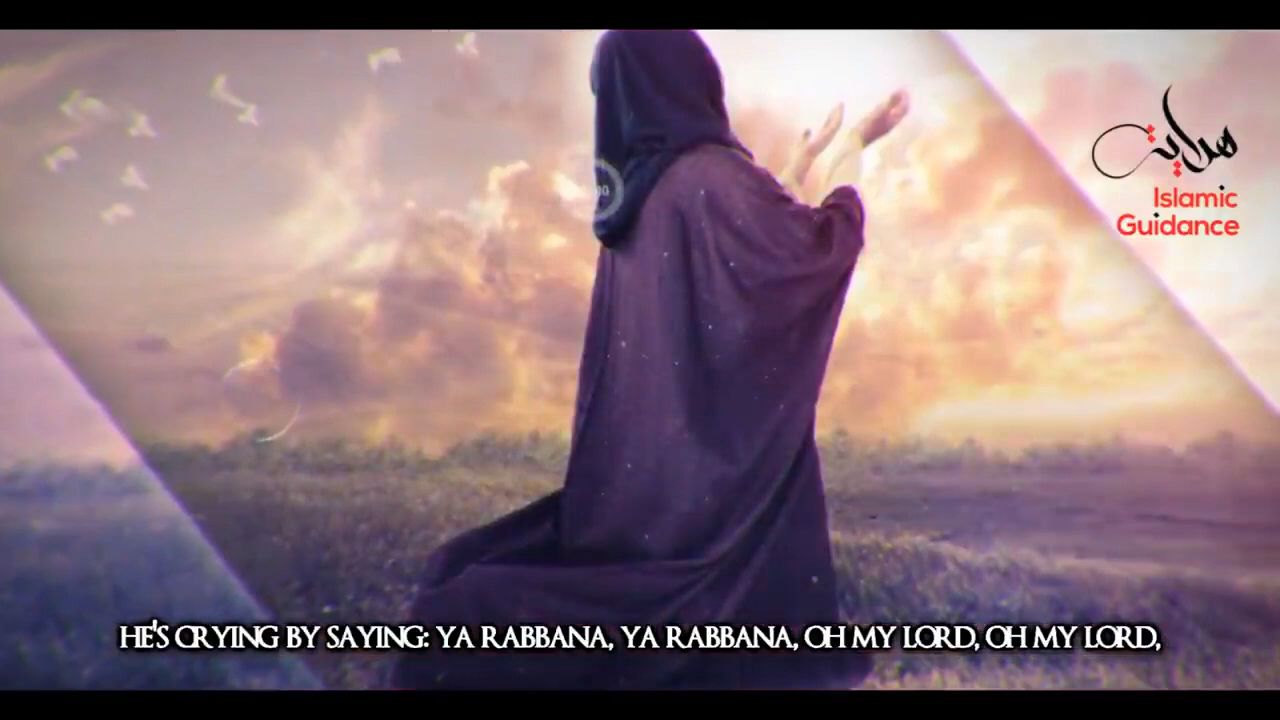 هداية
Islamic
Guidance
HE'S CRYING BY SAYING: YA RABBANA, YA RABBANA, OH MY LORD, OH MY LORD,